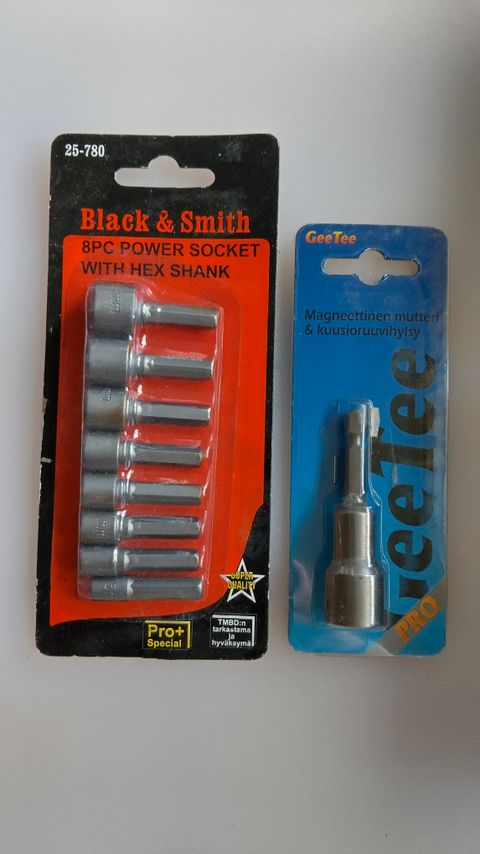 25-780
Black & Smith
8PC POWER SOCKET
WITH HEX SHANK
SUPER
QUALITY
Pro+
Special
TMBD:n
tarkastama
ja
hyväksymä
GeeTee
Magneettinen mutteri
& kuusioruuvihylsy
GeeTee
PRO